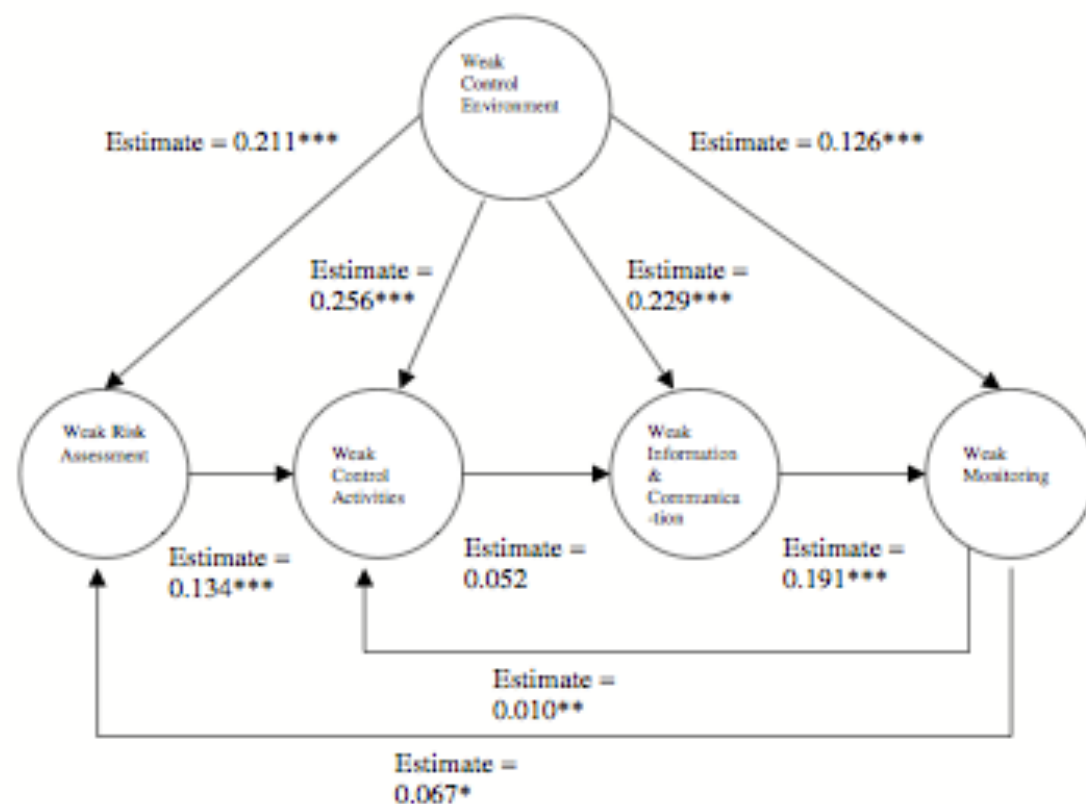 Weak
Control
Environment
Estimate = 0.211***
Estimate = 0.126***
Estimate =
0.256***
Estimate =
0.229***
Weak Risk
Assessment
Weak
Control
Activities
Weak
Information
&
Communica
-tion
Weak
Monitoring
Estimate =
0.134***
Estimate =
0.052
Estimate =
0.191***
Estimate =
0.010**
Estimate =
0.067*